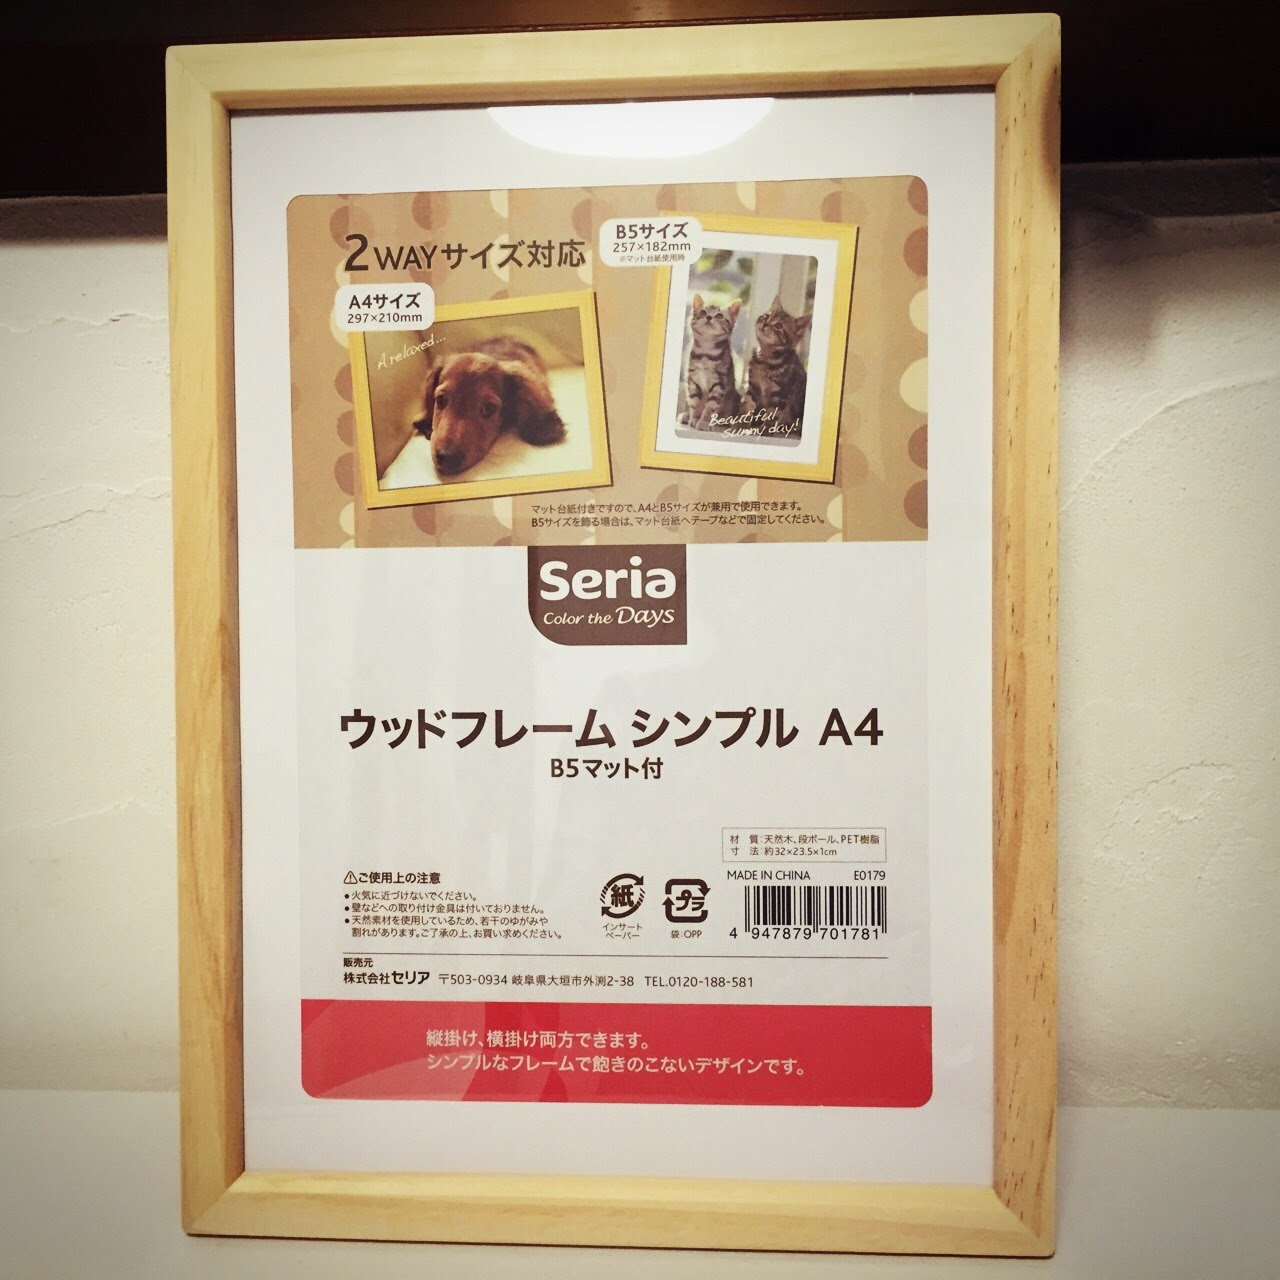 2WAYサイズ対応
A4サイズ
297×210mm
A relaxed...
B5サイズ
257×182mm
※マット台紙使用時
Beautiful
sunny day!
マット台紙付きですので、A4とB5サイズが兼用で使用できます。
B5サイズを飾る場合は、マット台紙へテープなどで固定してください。
Seria
Color the Days
ウッドフレーム シンプル A4
B5マット付
材 質:天然木、段ボール、PET樹脂
寸 法:約32×23.5×1cm
MADE IN CHINA E0179
4 947879 701781
⚠ご使用上の注意
●火気に近づけないでください。
●壁などへの取り付け金具は付いておりません。
●天然素材を使用しているため、若干のゆがみや
割れがあります。ご了承の上、お買い求めください。
紙
インサート
ペーパー
プラ
袋:OPP
販売元
株式会社セリア 〒503-0934 岐阜県大垣市外渕2-38 TEL.0120-188-581
縦掛け、横掛け両方できます。
シンプルなフレームで飽きのこないデザインです。